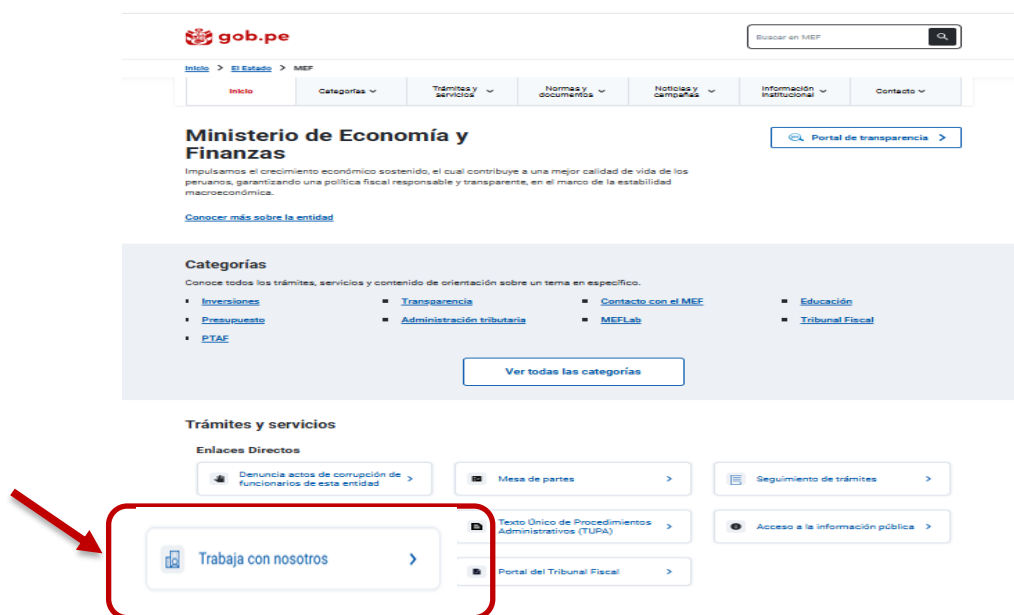 gob.pe
Buscar en MEF
Inicio > El Estado > MEF
Inicio
Categorías
Trámites y servicios
Normas y documentos
Noticias y campañas
Información institucional
Contacto
Ministerio de Economía y
Finanzas
Portal de transparencia
Impulsamos el crecimiento económico sostenido, el cual contribuye a una mejor calidad de vida de los
peruanos, garantizando una política fiscal responsable y transparente, en el marco de la estabilidad
macroeconómica.
Conocer más sobre la entidad
Categorías
Conoce todos los trámites, servicios y contenido de orientación sobre un tema en específico.
Inversiones
Transparencia
Contacto con el MEF
Educación
Presupuesto
Administración tributaria
MEFLab
Tribunal Fiscal
PTAF
Ver todas las categorías
Trámites y servicios
Enlaces Directos
Denuncia actos de corrupción de
funcionarios de esta entidad
Mesa de partes
Seguimiento de trámites
Trabaja con nosotros
Texto Único de Procedimientos
Administrativos (TUPA)
Acceso a la información pública
Portal del Tribunal Fiscal